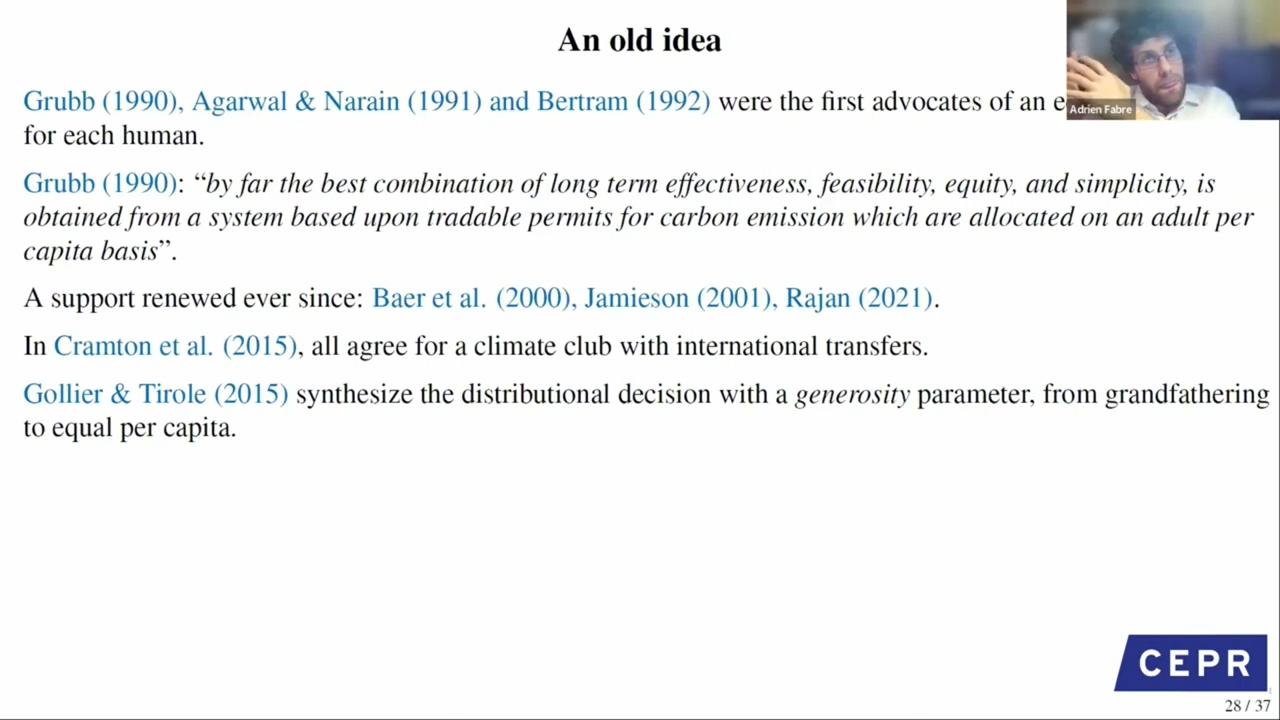 An old idea
Grubb (1990), Agarwal & Narain (1991) and Bertram (1992) were the first advocates of an e
Adrien Fabre
for each human.
Grubb (1990): “by far the best combination of long term effectiveness, feasibility, equity, and simplicity, is
obtained from a system based upon tradable permits for carbon emission which are allocated on an adult per
capita basis”.
A support renewed ever since: Baer et al. (2000), Jamieson (2001), Rajan (2021).
In Cramton et al. (2015), all agree for a climate club with international transfers.
Gollier & Tirole (2015) synthesize the distributional decision with a generosity parameter, from grandfathering
to equal per capita.
CEPR
28 / 37